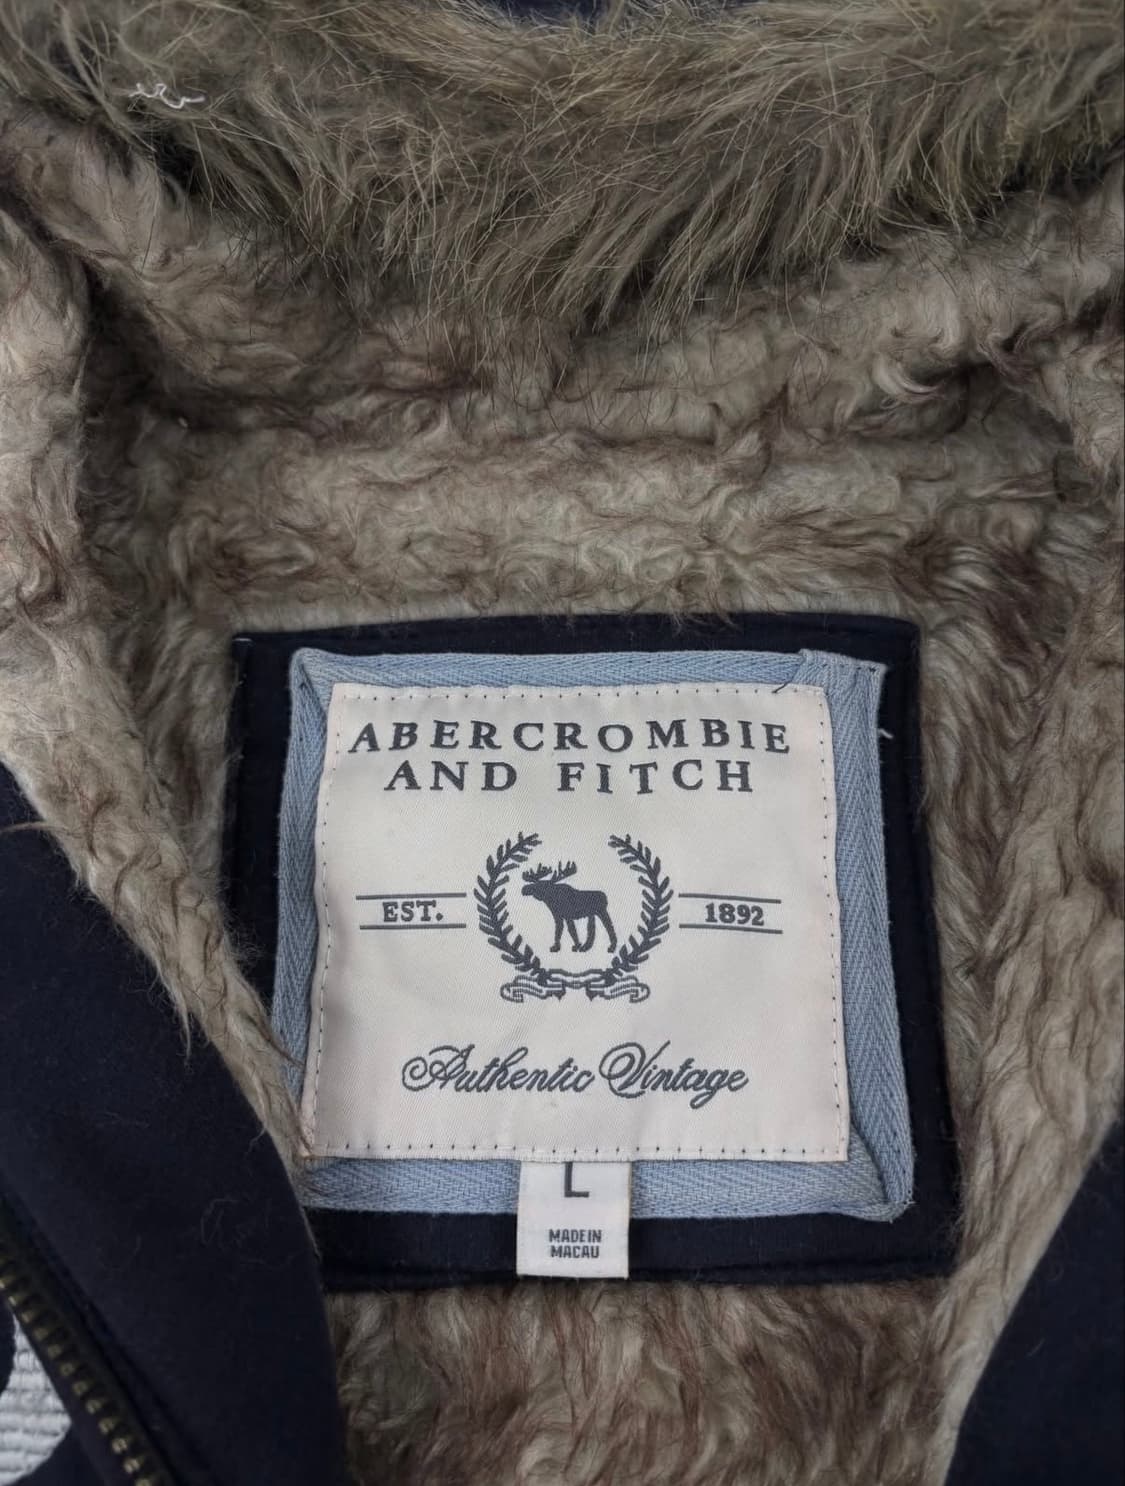 ABERCROMBIE
AND FITCH
EST. 1892
Authentic Vintage
L
MADE IN
MACAU